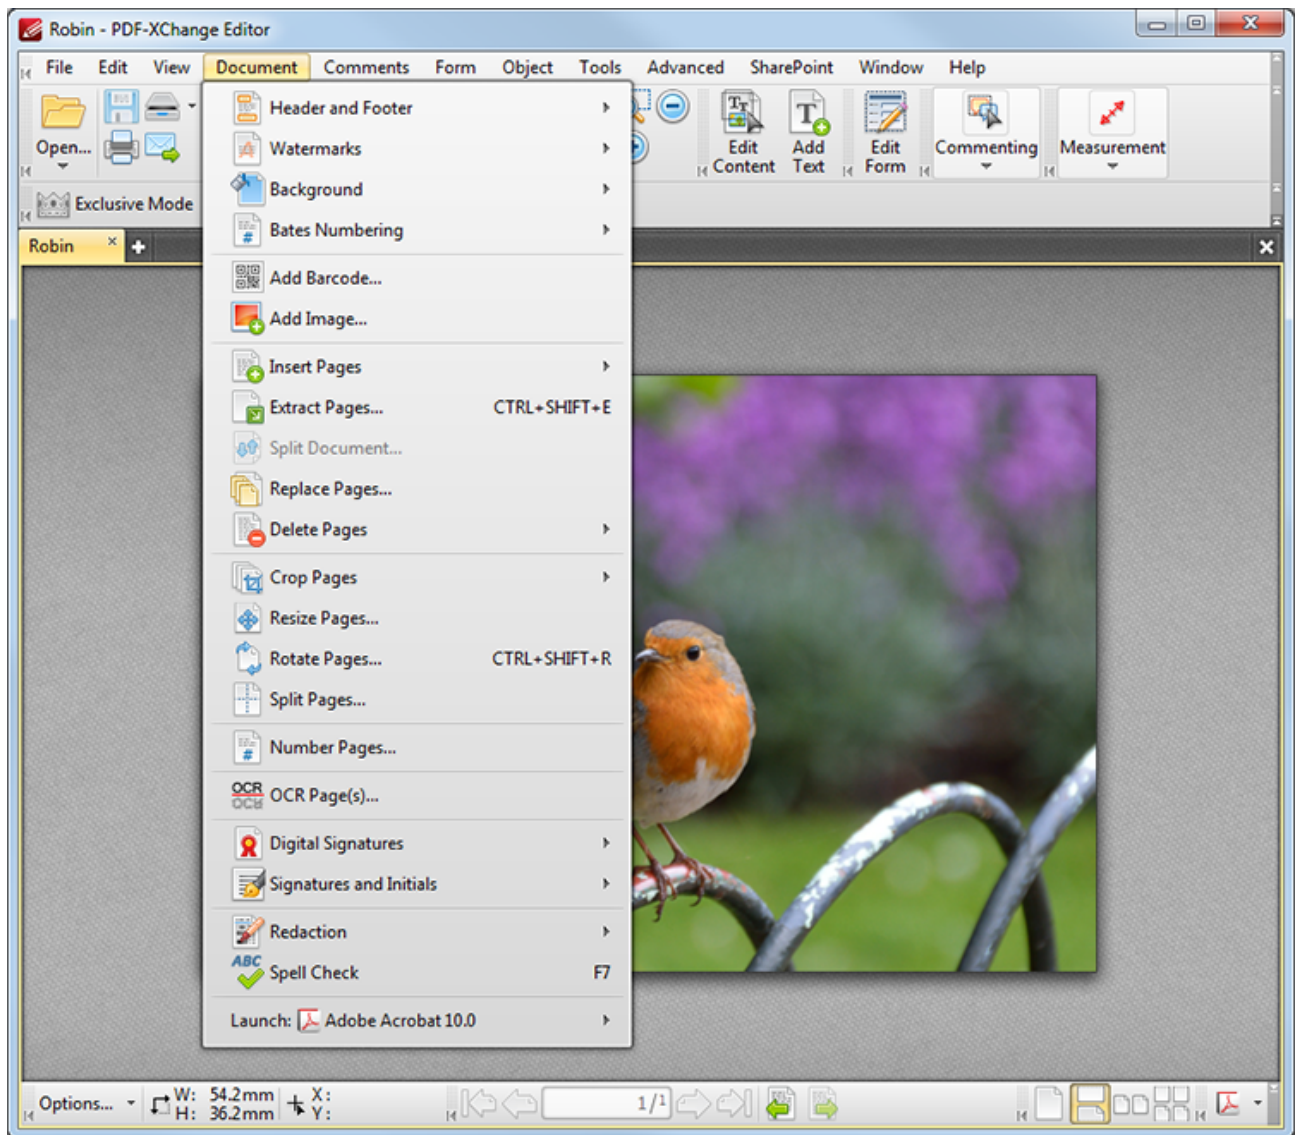 Robin - PDF-XChange Editor
File Edit View Document Comments Form Object Tools Advanced SharePoint Window Help
Open...
Edit Content
Add Text
Edit Form
Commenting
Measurement
Exclusive Mode
Robin
Header and Footer
Watermarks
Background
Bates Numbering
Add Barcode...
Add Image...
Insert Pages
Extract Pages... CTRL+SHIFT+E
Split Document...
Replace Pages...
Delete Pages
Crop Pages
Resize Pages...
Rotate Pages... CTRL+SHIFT+R
Split Pages...
Number Pages...
OCR OCR Page(s)...
Digital Signatures
Signatures and Initials
Redaction
ABC Spell Check F7
Launch: Adobe Acrobat 10.0
Options... W: 54.2mm X: 1/1
H: 36.2mm Y: